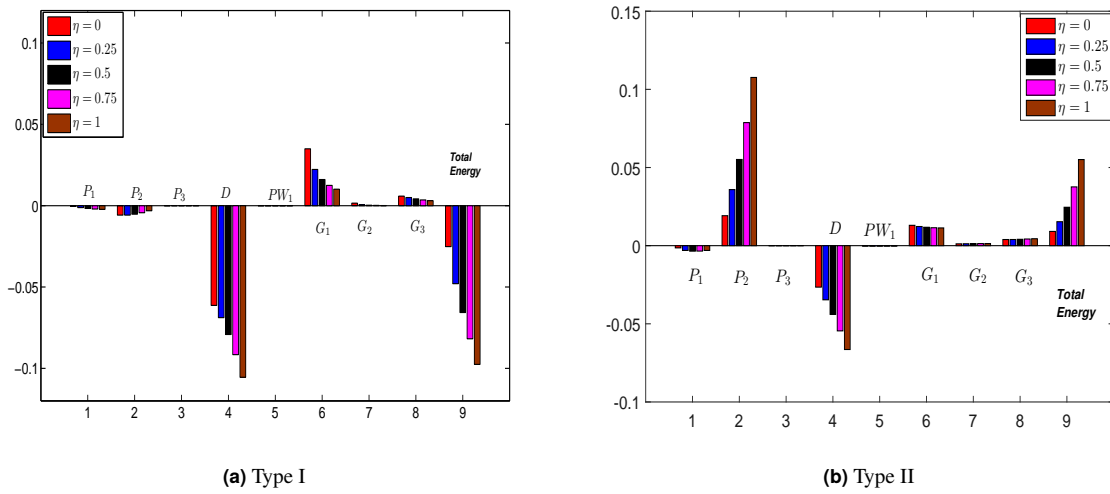 0.1
0.05
0
−0.05
−0.1
η = 0
η = 0.25
η = 0.5
η = 0.75
η = 1
P₁ P₂ P₃ D PW₁
G₁ G₂ G₃
Total
Energy
1 2 3 4 5 6 7 8 9
(a) Type I
0.15
0.1
0.05
0
-0.05
-0.1
η = 0
η = 0.25
η = 0.5
η = 0.75
η = 1
D PW₁
P₁ P₂ P₃ G₁ G₂ G₃
Total
Energy
1 2 3 4 5 6 7 8 9
(b) Type II